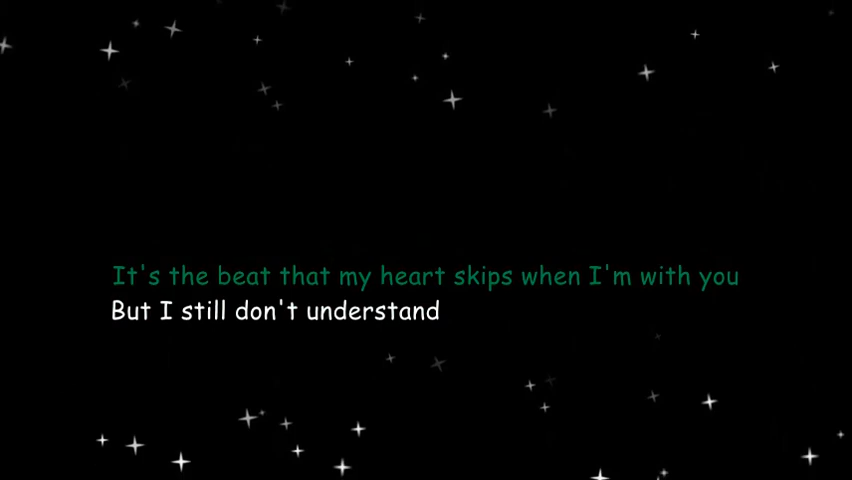 It's the beat that my heart skips when I'm with you
But I still don't understand